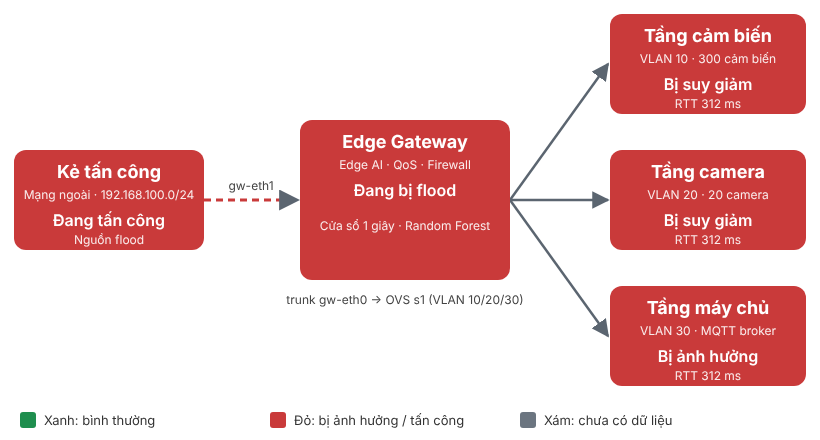 Kẻ tấn công
Mạng ngoài · 192.168.100.0/24
Đang tấn công
Nguồn flood
gw-eth1
Edge Gateway
Edge AI · QoS · Firewall
Đang bị flood
Cửa sổ 1 giây · Random Forest
trunk gw-eth0 → OVS s1 (VLAN 10/20/30)
Tầng cảm biến
VLAN 10 · 300 cảm biến
Bị suy giảm
RTT 312 ms
Tầng camera
VLAN 20 · 20 camera
Bị suy giảm
RTT 312 ms
Tầng máy chủ
VLAN 30 · MQTT broker
Bị ảnh hưởng
RTT 312 ms
Xanh: bình thường
Đỏ: bị ảnh hưởng / tấn công
Xám: chưa có dữ liệu